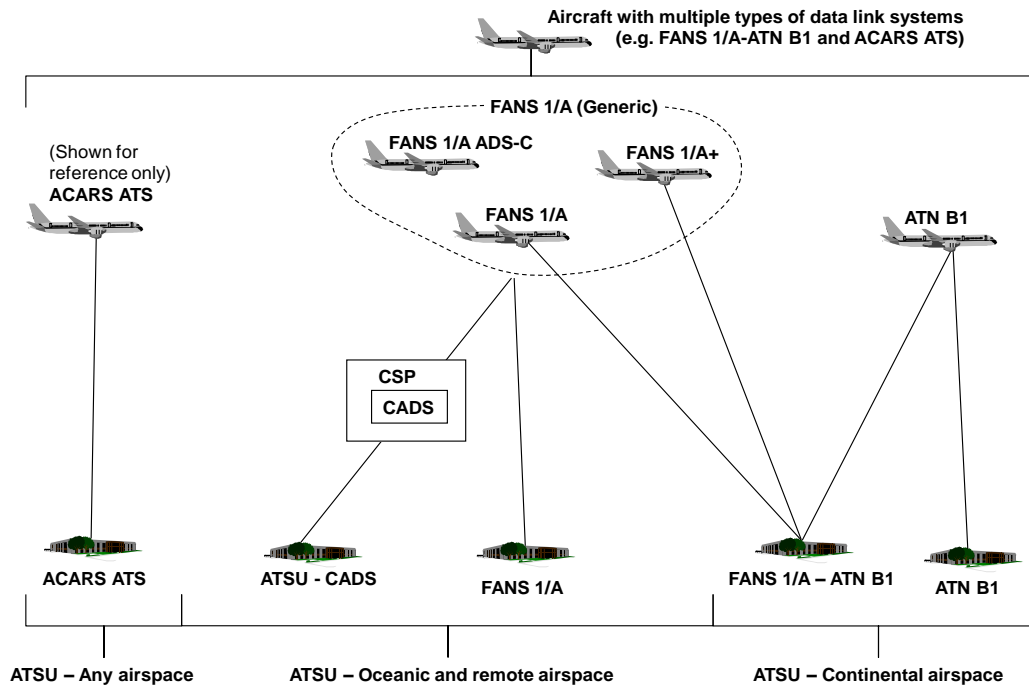 Aircraft with multiple types of data link systems
(e.g. FANS 1/A-ATN B1 and ACARS ATS)
FANS 1/A (Generic)
FANS 1/A ADS-C
FANS 1/A+
(Shown for
reference only)
ACARS ATS
FANS 1/A
ATN B1
CSP
CADS
ACARS ATS
ATSU - CADS
FANS 1/A
FANS 1/A – ATN B1
ATN B1
ATSU – Any airspace
ATSU – Oceanic and remote airspace
ATSU – Continental airspace